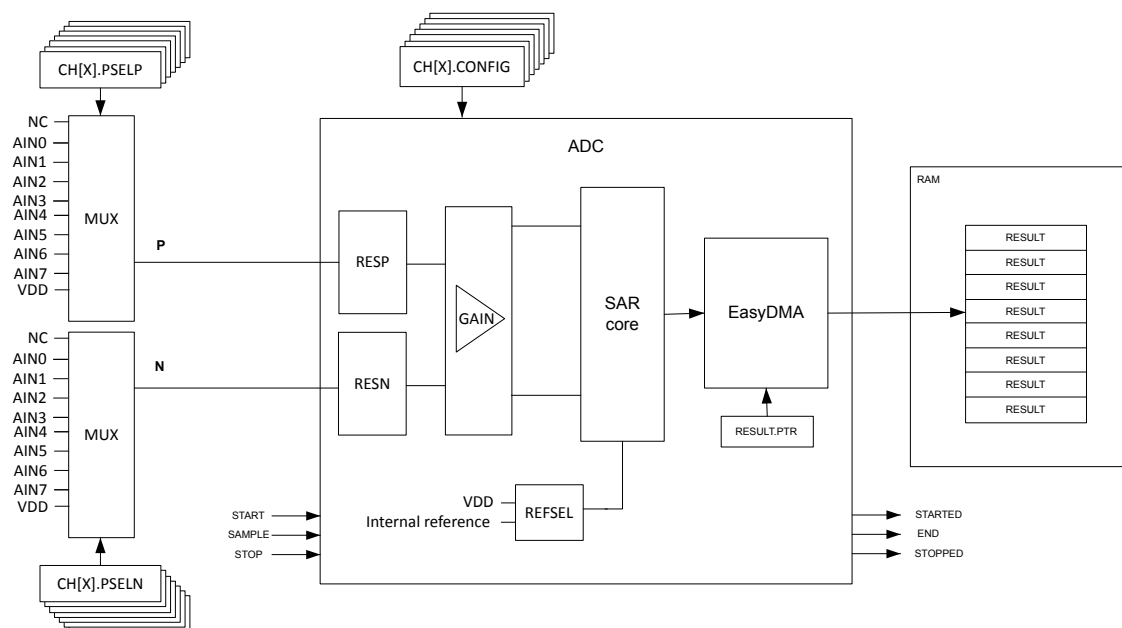 CH[X].PSELP
CH[X].CONFIG
NC
AIN0
AIN1
AIN2
AIN3
AIN4
AIN5
AIN6
AIN7
VDD
MUX
P
ADC
RESP
GAIN
SAR
core
EasyDMA
RAM
RESULT
RESULT
RESULT
RESULT
RESULT
RESULT
RESULT
RESULT
NC
AIN0
AIN1
AIN2
AIN3
AIN4
AIN5
AIN6
AIN7
VDD
MUX
N
RESN
RESULT.PTR
VDD
Internal reference
REFSEL
START
SAMPLE
STOP
STARTED
END
STOPPED
CH[X].PSELN